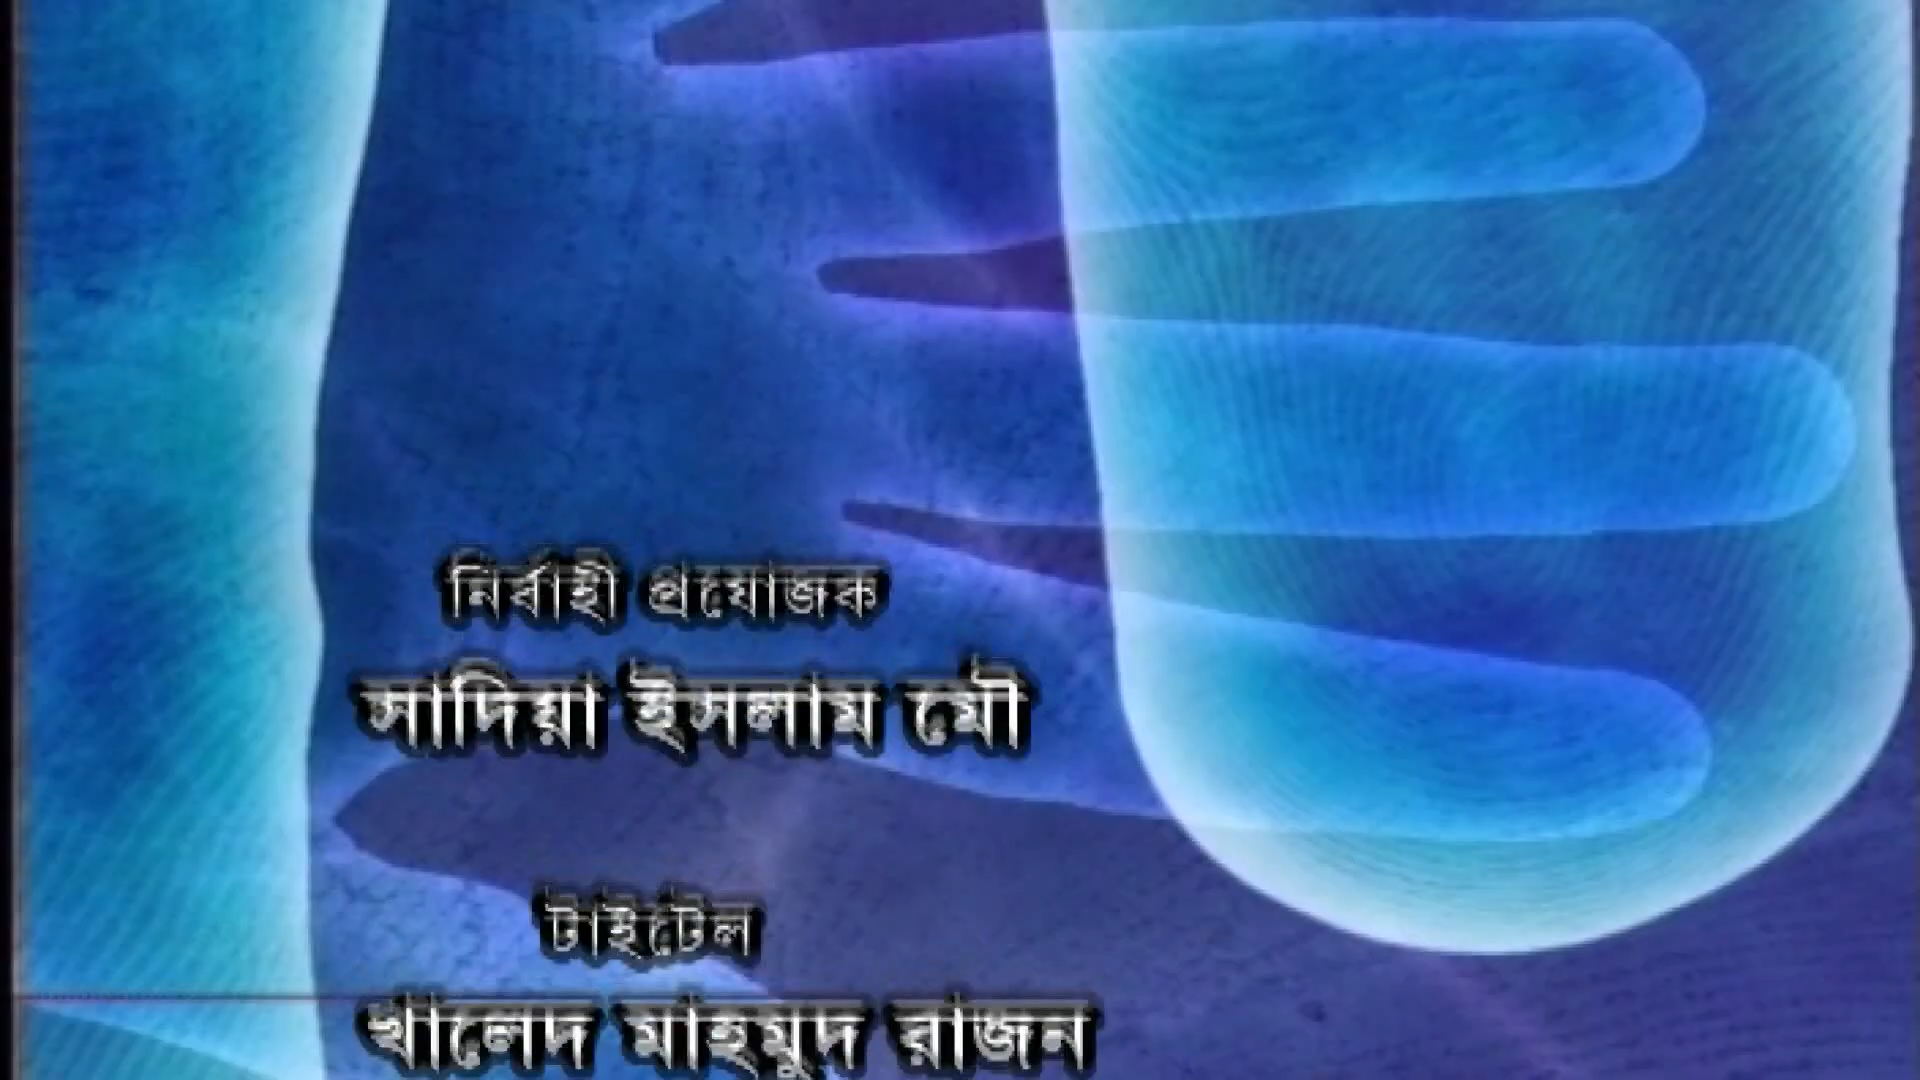 নির্বাহী প্রযোজক
সাদিয়া ইসলাম মৌ
টাইটেল
খালেদ মাহমুদ রাজন